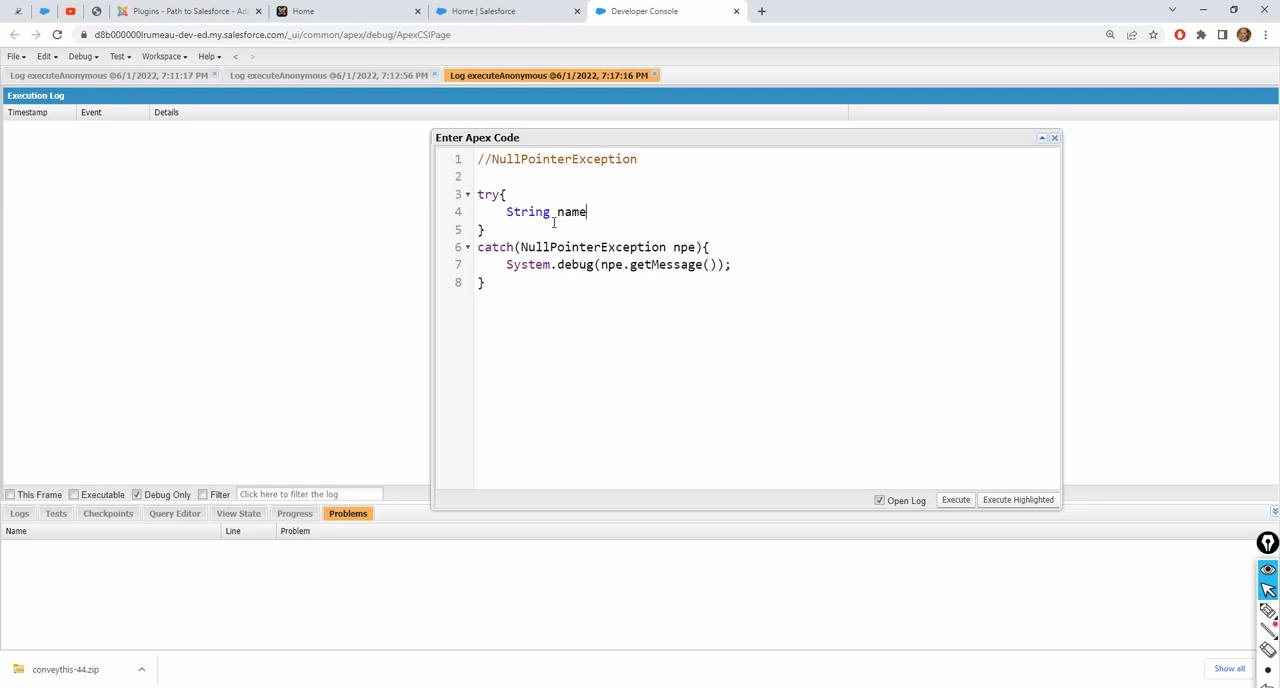 Plugins - Path to Salesforce - Ad
Home
Home | Salesforce
Developer Console
d8b000000lrumeau-dev-ed.my.salesforce.com/_ui/common/apex/debug/ApexCSIPage
File Edit Debug Test Workspace Help < >
Log executeAnonymous @6/1/2022, 7:11:17 PM
Log executeAnonymous @6/1/2022, 7:12:56 PM
Log executeAnonymous @6/1/2022, 7:17:16 PM
Execution Log
Timestamp Event Details
Enter Apex Code
1 //NullPointerException
2
3 try{
4 String name
5 }
6 catch(NullPointerException npe){
7 System.debug(npe.getMessage());
8 }
Open Log Execute Execute Highlighted
This Frame Executable Debug Only Filter Click here to filter the log
Logs Tests Checkpoints Query Editor View State Progress Problems
Name Line Problem
conveythis-44.zip
Show all